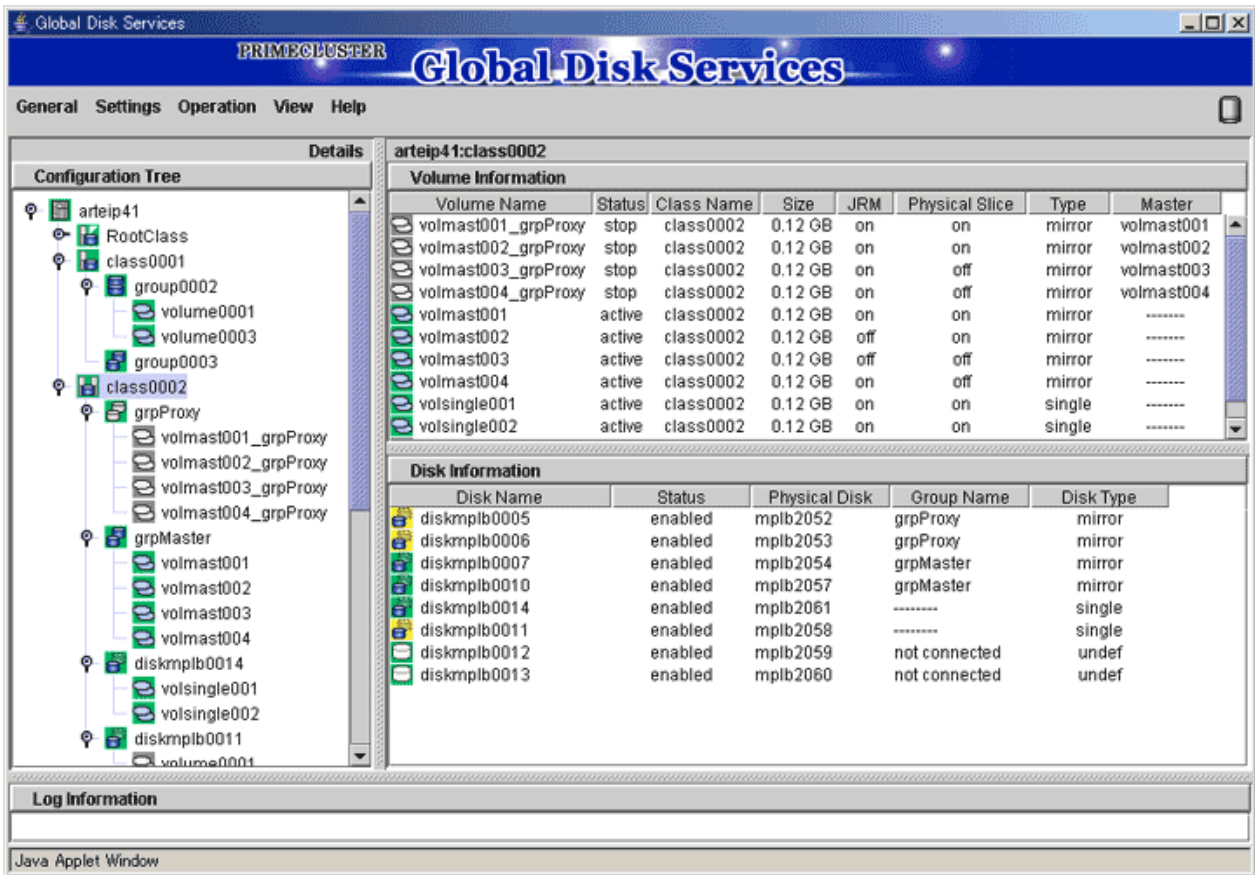 Global Disk Services
PRIMECLUSTER
Global Disk Services
General Settings Operation View Help
Details
Configuration Tree
arteip41
RootClass
class0001
group0002
volume0001
volume0003
group0003
class0002
grpProxy
volmast001_grpProxy
volmast002_grpProxy
volmast003_grpProxy
volmast004_grpProxy
grpMaster
volmast001
volmast002
volmast003
volmast004
diskmplb0014
volsingle001
volsingle002
diskmplb0011
volume0001
arteip41:class0002
Volume Information
Volume Name Status Class Name Size JRM Physical Slice Type Master
volmast001_grpProxy stop class0002 0.12 GB on on mirror volmast001
volmast002_grpProxy stop class0002 0.12 GB on on mirror volmast002
volmast003_grpProxy stop class0002 0.12 GB on off mirror volmast003
volmast004_grpProxy stop class0002 0.12 GB on off mirror volmast004
volmast001 active class0002 0.12 GB on on mirror -------
volmast002 active class0002 0.12 GB off on mirror -------
volmast003 active class0002 0.12 GB off off mirror -------
volmast004 active class0002 0.12 GB on off mirror -------
volsingle001 active class0002 0.12 GB on on single -------
volsingle002 active class0002 0.12 GB on on single -------
Disk Information
Disk Name Status Physical Disk Group Name Disk Type
diskmplb0005 enabled mplb2052 grpProxy mirror
diskmplb0006 enabled mplb2053 grpProxy mirror
diskmplb0007 enabled mplb2054 grpMaster mirror
diskmplb0010 enabled mplb2057 grpMaster mirror
diskmplb0014 enabled mplb2061 -------- single
diskmplb0011 enabled mplb2058 -------- single
diskmplb0012 enabled mplb2059 not connected undef
diskmplb0013 enabled mplb2060 not connected undef
Log Information
Java Applet Window